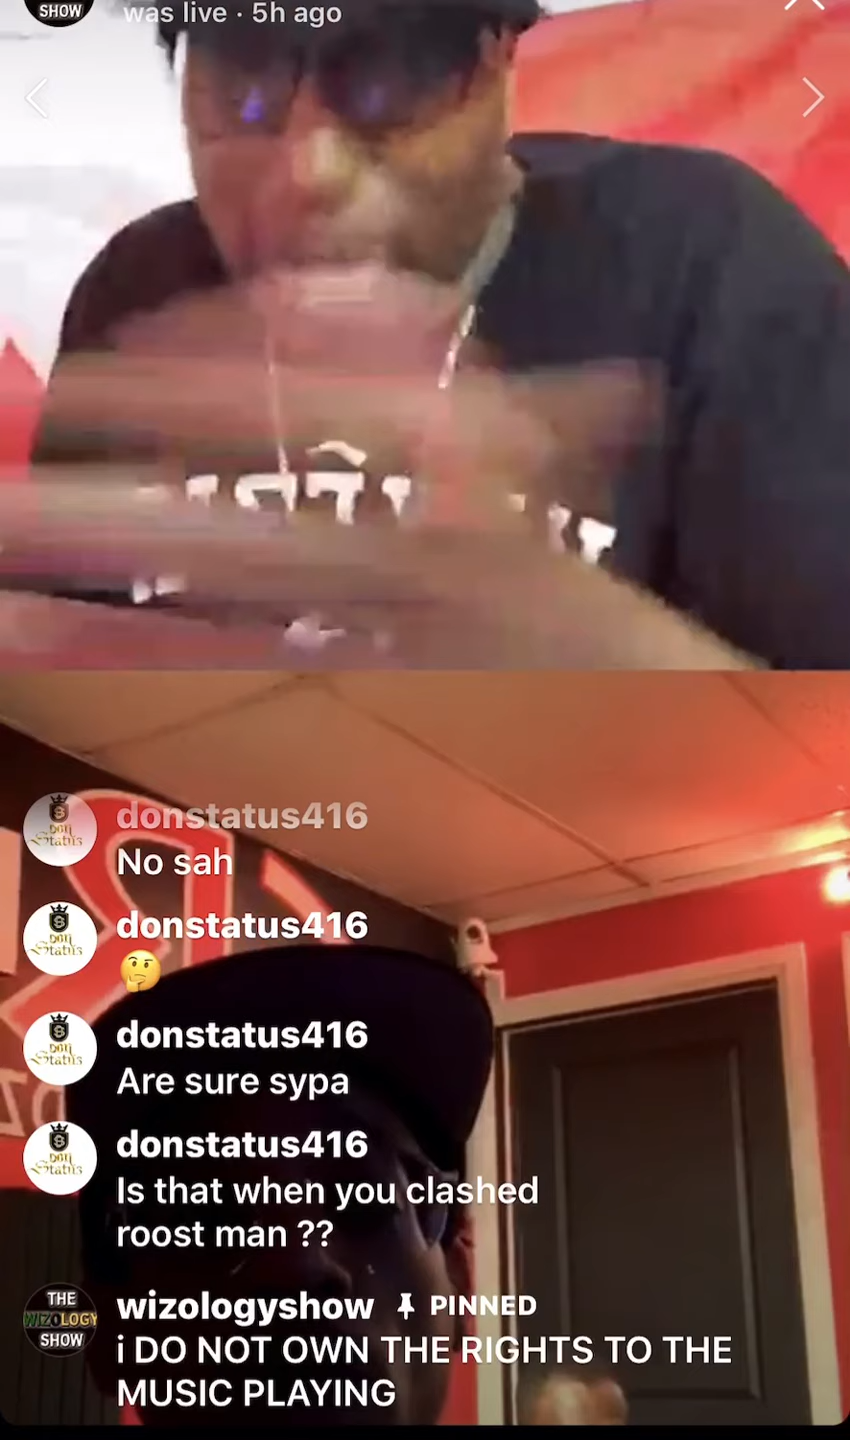 SHOW
was live · 5h ago
donstatus416
No sah
donstatus416
🤔
donstatus416
Are sure sypa
donstatus416
Is that when you clashed
roost man ??
THE
WIZOLOGY
SHOW
wizologyshow PINNED
i DO NOT OWN THE RIGHTS TO THE
MUSIC PLAYING